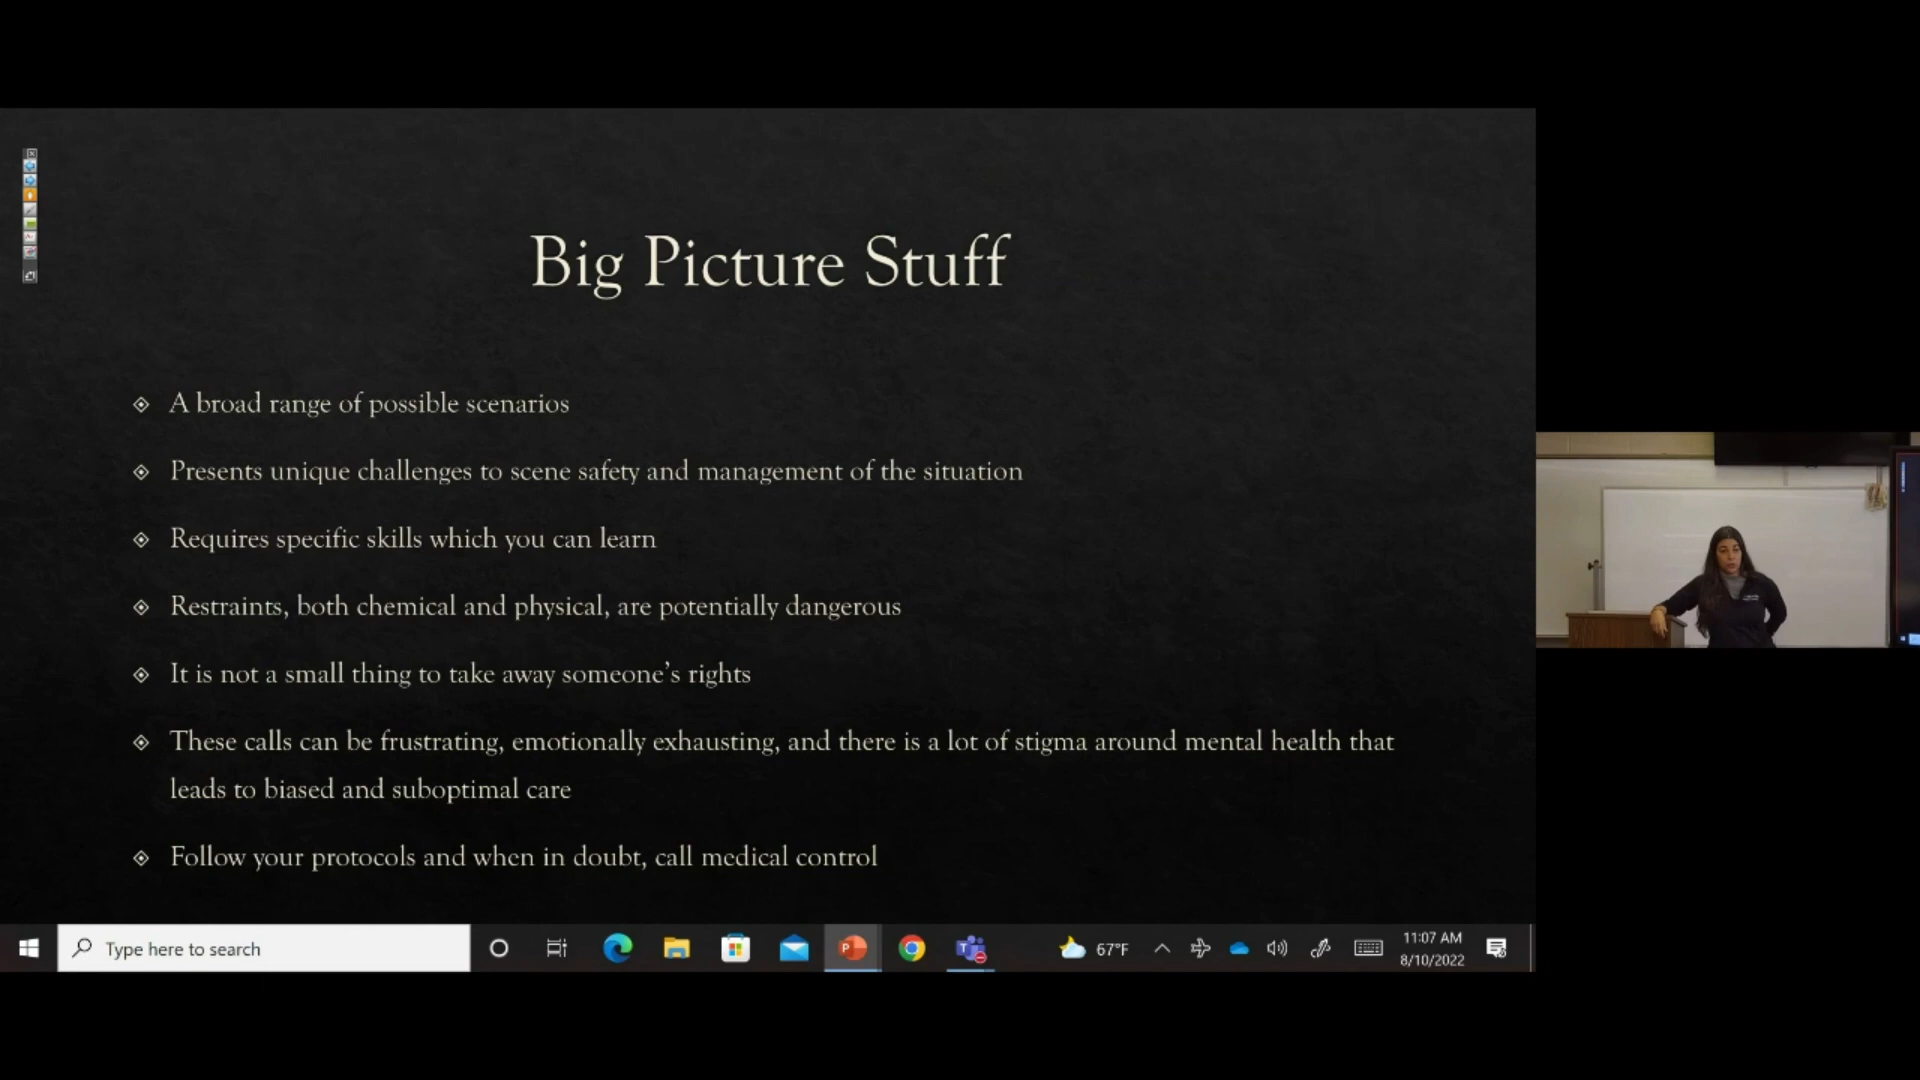 Big Picture Stuff
A broad range of possible scenarios
Presents unique challenges to scene safety and management of the situation
Requires specific skills which you can learn
Restraints, both chemical and physical, are potentially dangerous
It is not a small thing to take away someone's rights
These calls can be frustrating, emotionally exhausting, and there is a lot of stigma around mental health that
leads to biased and suboptimal care
Follow your protocols and when in doubt, call medical control
Type here to search
67°F
11:07 AM
8/10/2022